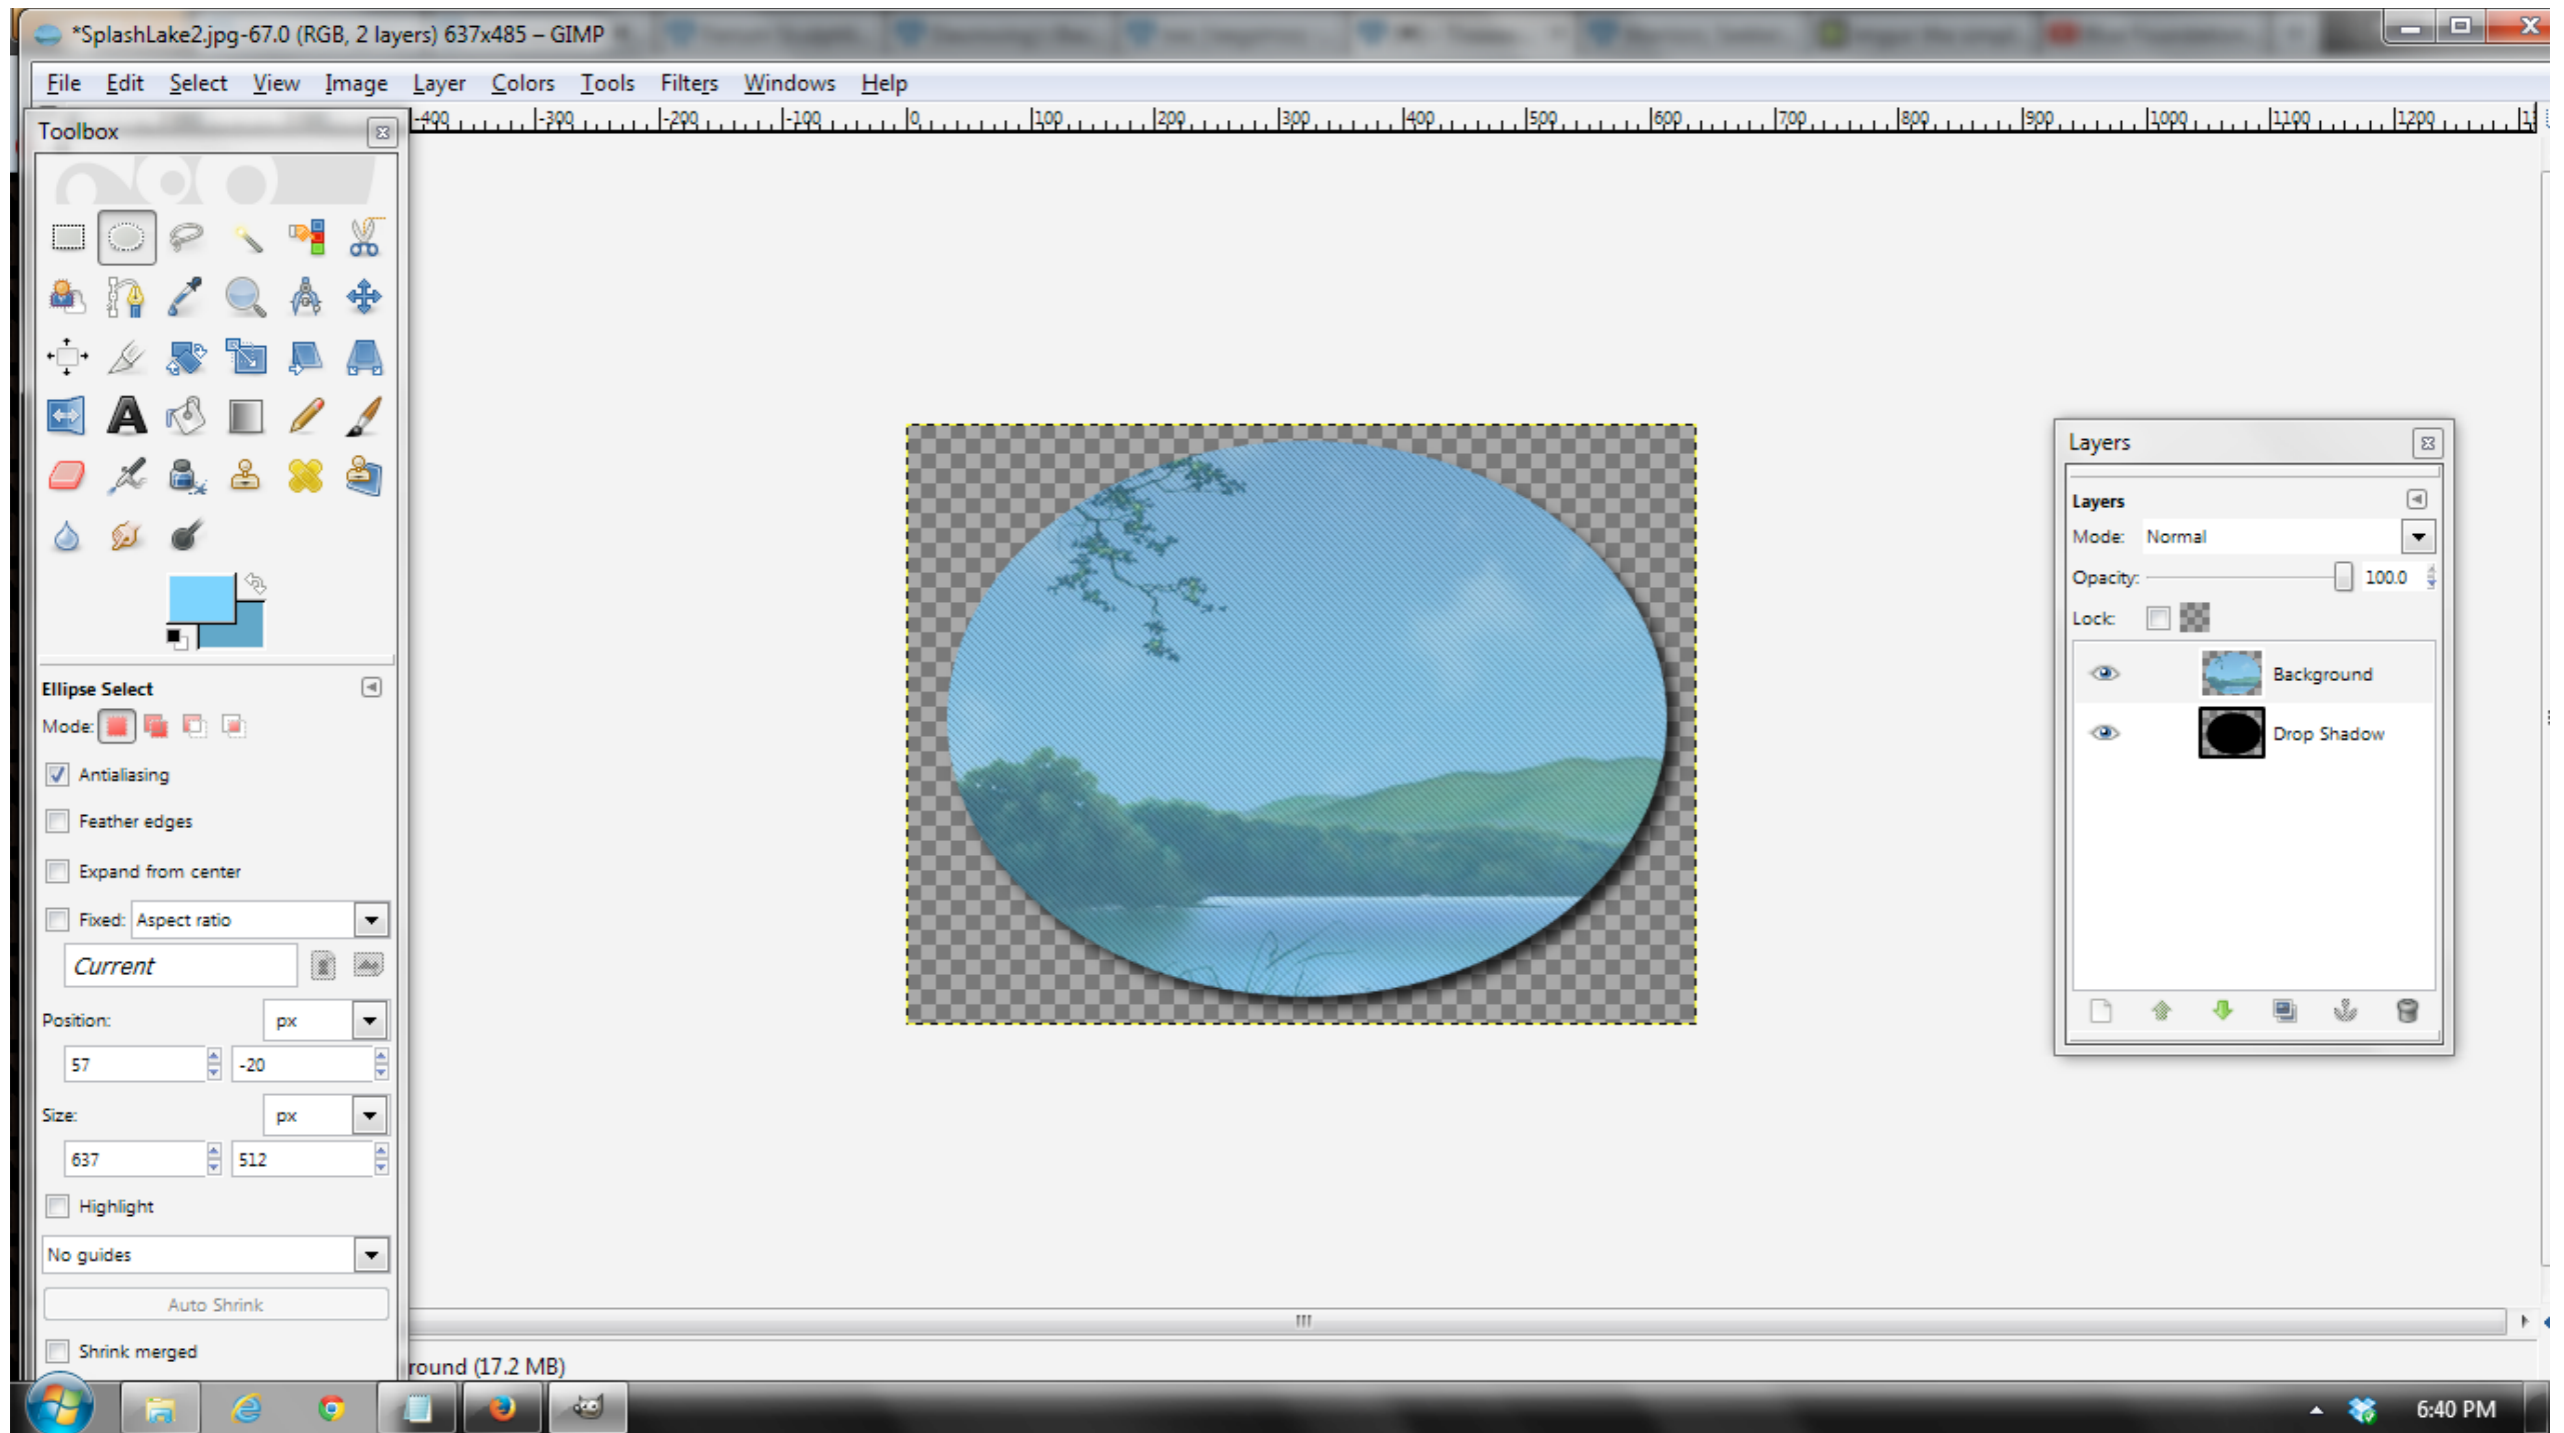 *SplashLake2.jpg-67.0 (RGB, 2 layers) 637x485 – GIMP
File Edit Select View Image Layer Colors Tools Filters Windows Help
Toolbox
-400 -300 -200 -100 0 100 200 300 400 500 600 700 800 900 1000 1100 1200
Ellipse Select
Mode:
Antialiasing
Feather edges
Expand from center
Fixed: Aspect ratio
Current
Position: px
57 -20
Size: px
637 512
Highlight
No guides
Auto Shrink
Shrink merged
round (17.2 MB)
Layers
Layers
Mode: Normal
Opacity: 100.0
Lock:
Background
Drop Shadow
6:40 PM